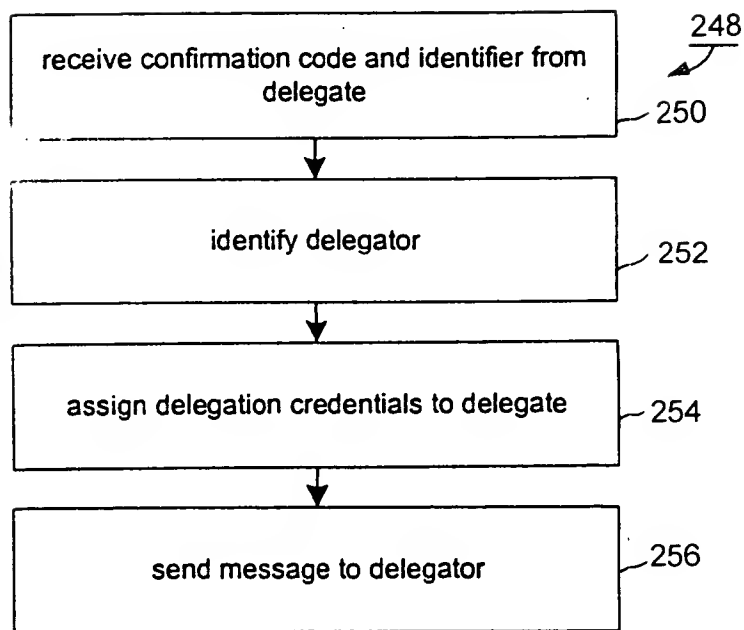 248
receive confirmation code and identifier from
delegate
250
identify delegator
252
assign delegation credentials to delegate
254
send message to delegator
256